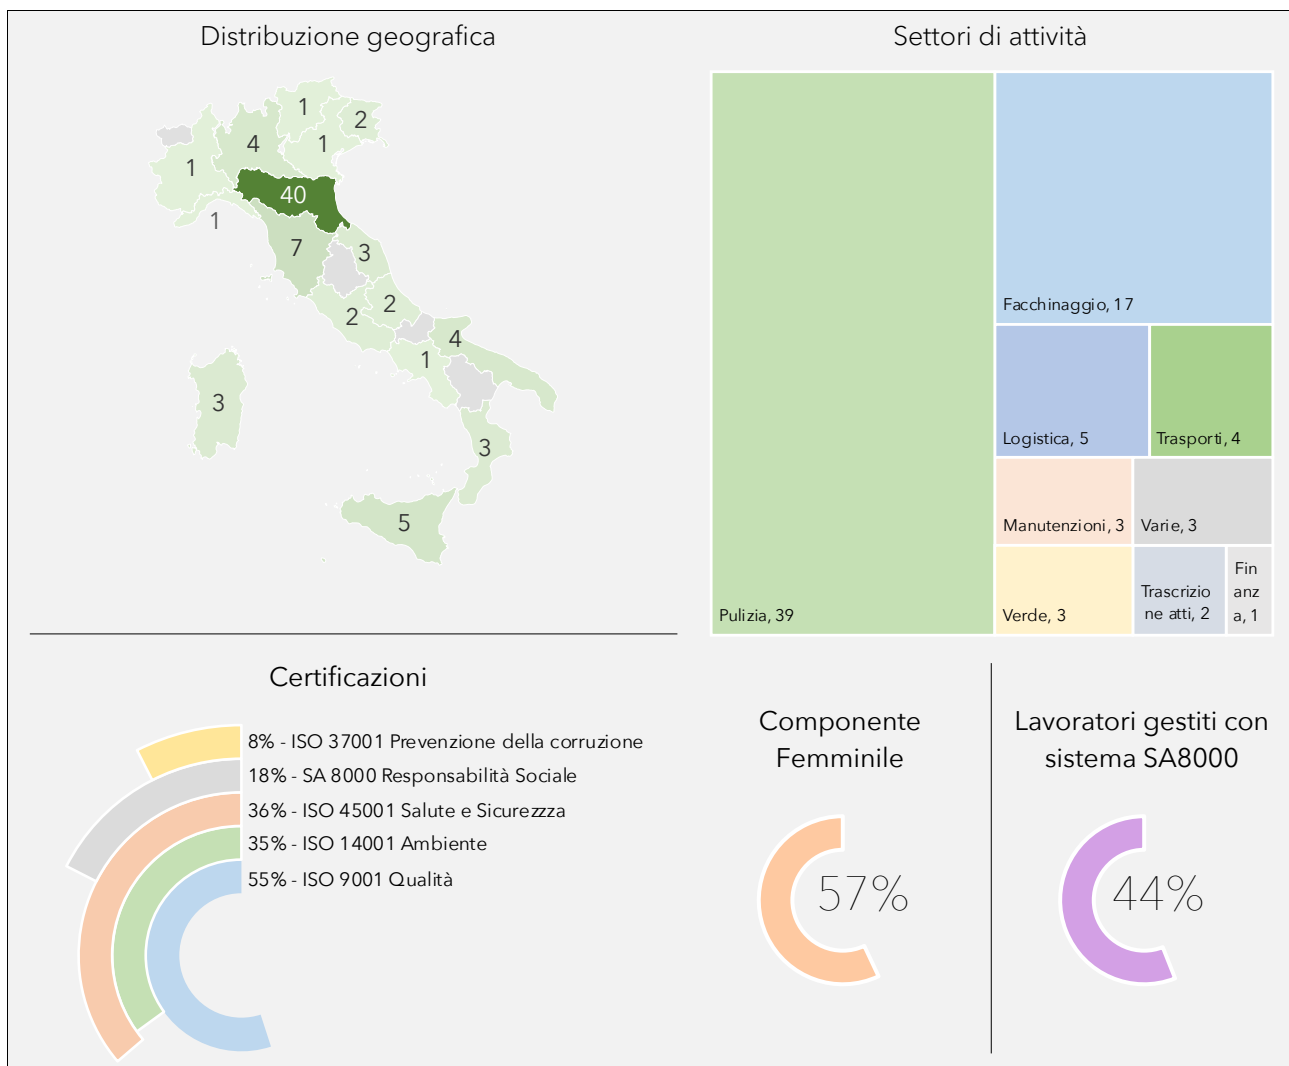 Distribuzione geografica
1
2
4
1
1
40
1
7
3
2
2
4
1
3
3
5
Settori di attività
Facchinaggio, 17
Logistica, 5
Trasporti, 4
Manutenzioni, 3
Varie, 3
Fin
anz
a, 1
Trascrizio
ne atti, 2
Pulizia, 39
Verde, 3
Certificazioni
8% - ISO 37001 Prevenzione della corruzione
18% - SA 8000 Responsabilità Sociale
36% - ISO 45001 Salute e Sicurezzza
35% - ISO 14001 Ambiente
55% - ISO 9001 Qualità
Componente
Femminile
57%
Lavoratori gestiti con
sistema SA8000
44%